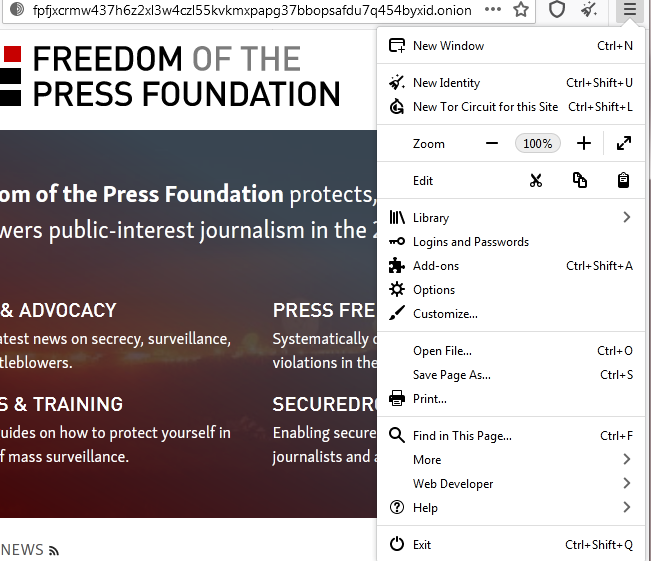 fpfjxcrmw437h6z2xl3w4czl55kvkmxpapg37bbopsafdu7q454byxid.onion
FREEDOM OF THE
PRESS FOUNDATION
om of the Press Foundation protects,
wers public-interest journalism in the 2
& ADVOCACY
atest news on secrecy, surveillance,
tleblowers.
PRESS FRE
Systematically c
violations in the
S & TRAINING
uides on how to protect yourself in
f mass surveillance.
SECUREDRO
Enabling secure
journalists and a
NEWS
New Window Ctrl+N
New Identity Ctrl+Shift+U
New Tor Circuit for this Site Ctrl+Shift+L
Zoom 100%
Edit
Library
Logins and Passwords
Add-ons Ctrl+Shift+A
Options
Customize...
Open File... Ctrl+O
Save Page As... Ctrl+S
Print...
Find in This Page... Ctrl+F
More
Web Developer
Help
Exit Ctrl+Shift+Q